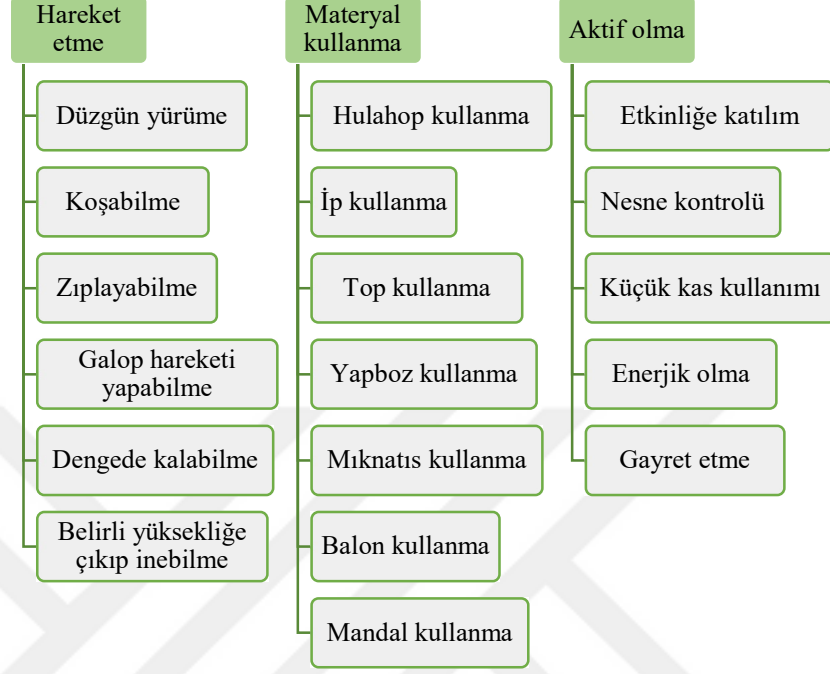 Hareket
etme
Düzgün yürüme
Koşabilme
Zıplayabilme
Galop hareketi
yapabilme
Dengede kalabilme
Belirli yüksekliğe
çıkıp inebilme
Materyal
kullanma
Hulahop kullanma
İp kullanma
Top kullanma
Yapboz kullanma
Mıknatıs kullanma
Balon kullanma
Mandal kullanma
Aktif olma
Etkinliğe katılım
Nesne kontrolü
Küçük kas kullanımı
Enerjik olma
Gayret etme